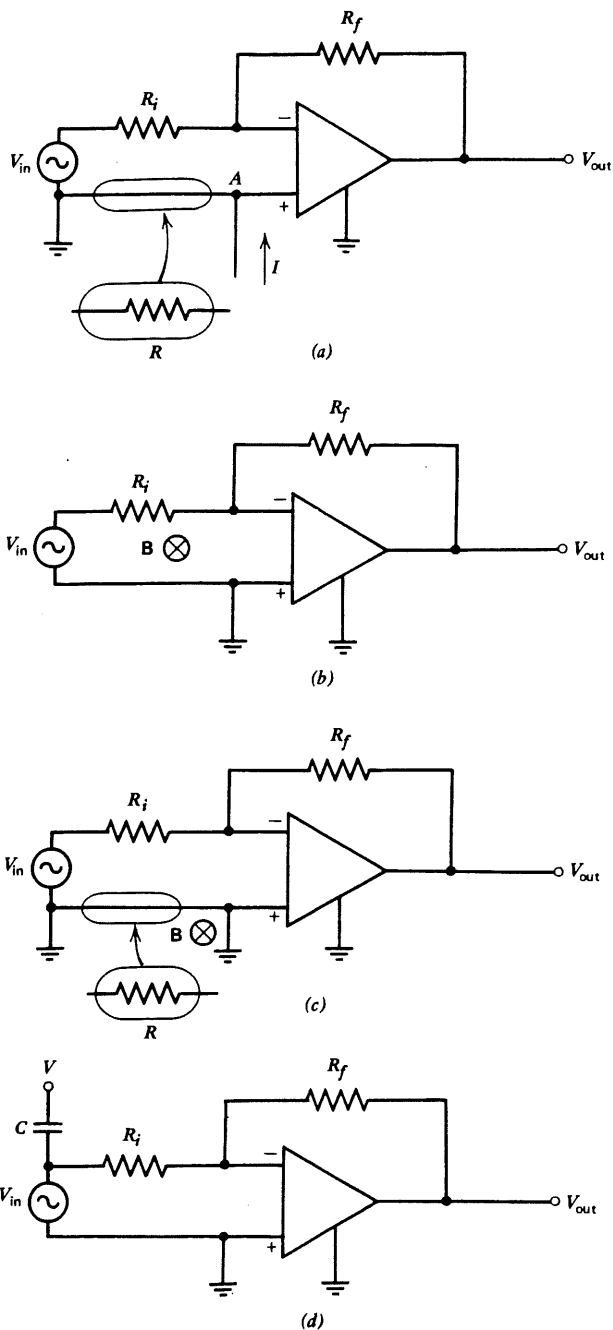 R_f
R_i
V_in
−
A
+
V_out
I
R
(a)
R_f
R_i
−
V_in
B
V_out
+
(b)
R_f
R_i
−
V_in
V_out
+
B
R
(c)
V
R_f
C
R_i
−
V_in
V_out
+
(d)